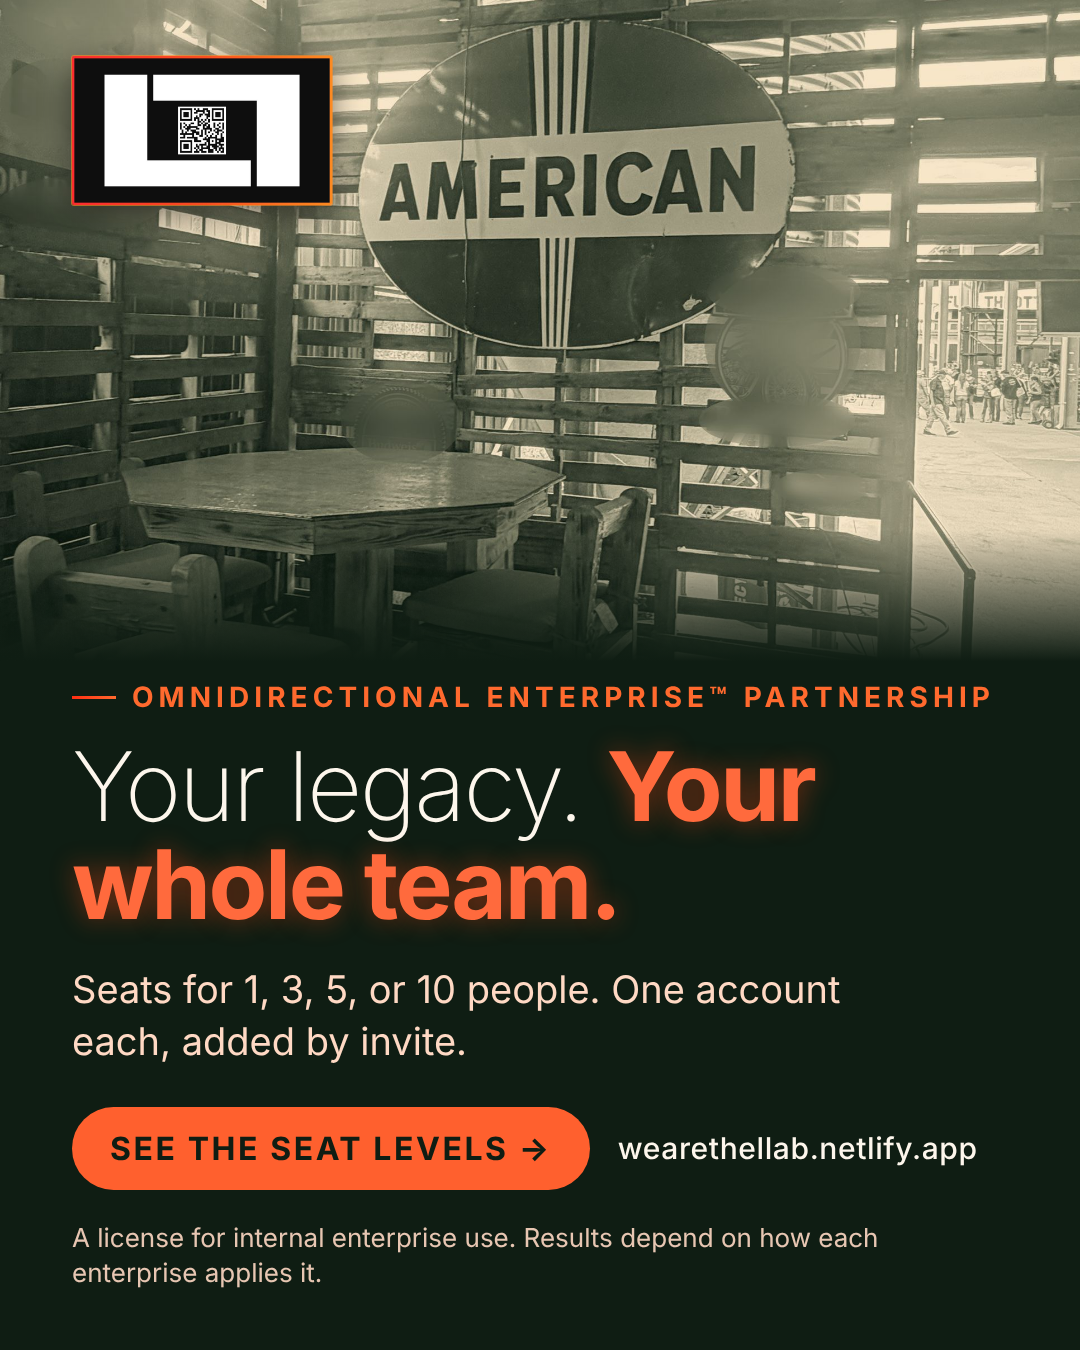 AMERICAN
OMNIDIRECTIONAL ENTERPRISE™ PARTNERSHIP
Your legacy. Your
whole team.
Seats for 1, 3, 5, or 10 people. One account
each, added by invite.
SEE THE SEAT LEVELS →
wearethellab.netlify.app
A license for internal enterprise use. Results depend on how each
enterprise applies it.